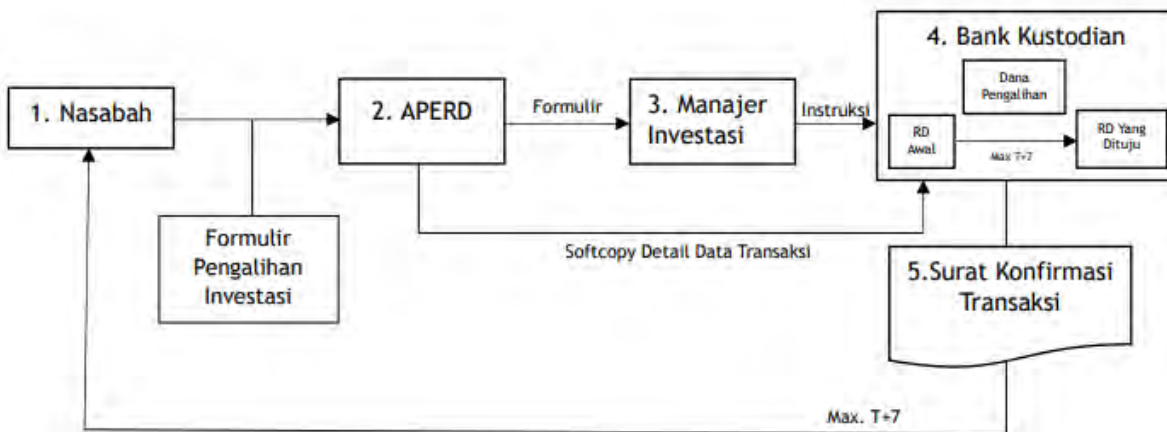 4. Bank Kustodian
Dana
Pengalihan
1. Nasabah
2. APERD
Formulir
3. Manajer
Investasi
Instruksi
RD
Awal
Max T+7
RD Yang
Dituju
Formulir
Pengalihan
Investasi
Softcopy Detail Data Transaksi
5.Surat Konfirmasi
Transaksi
Max. T+7